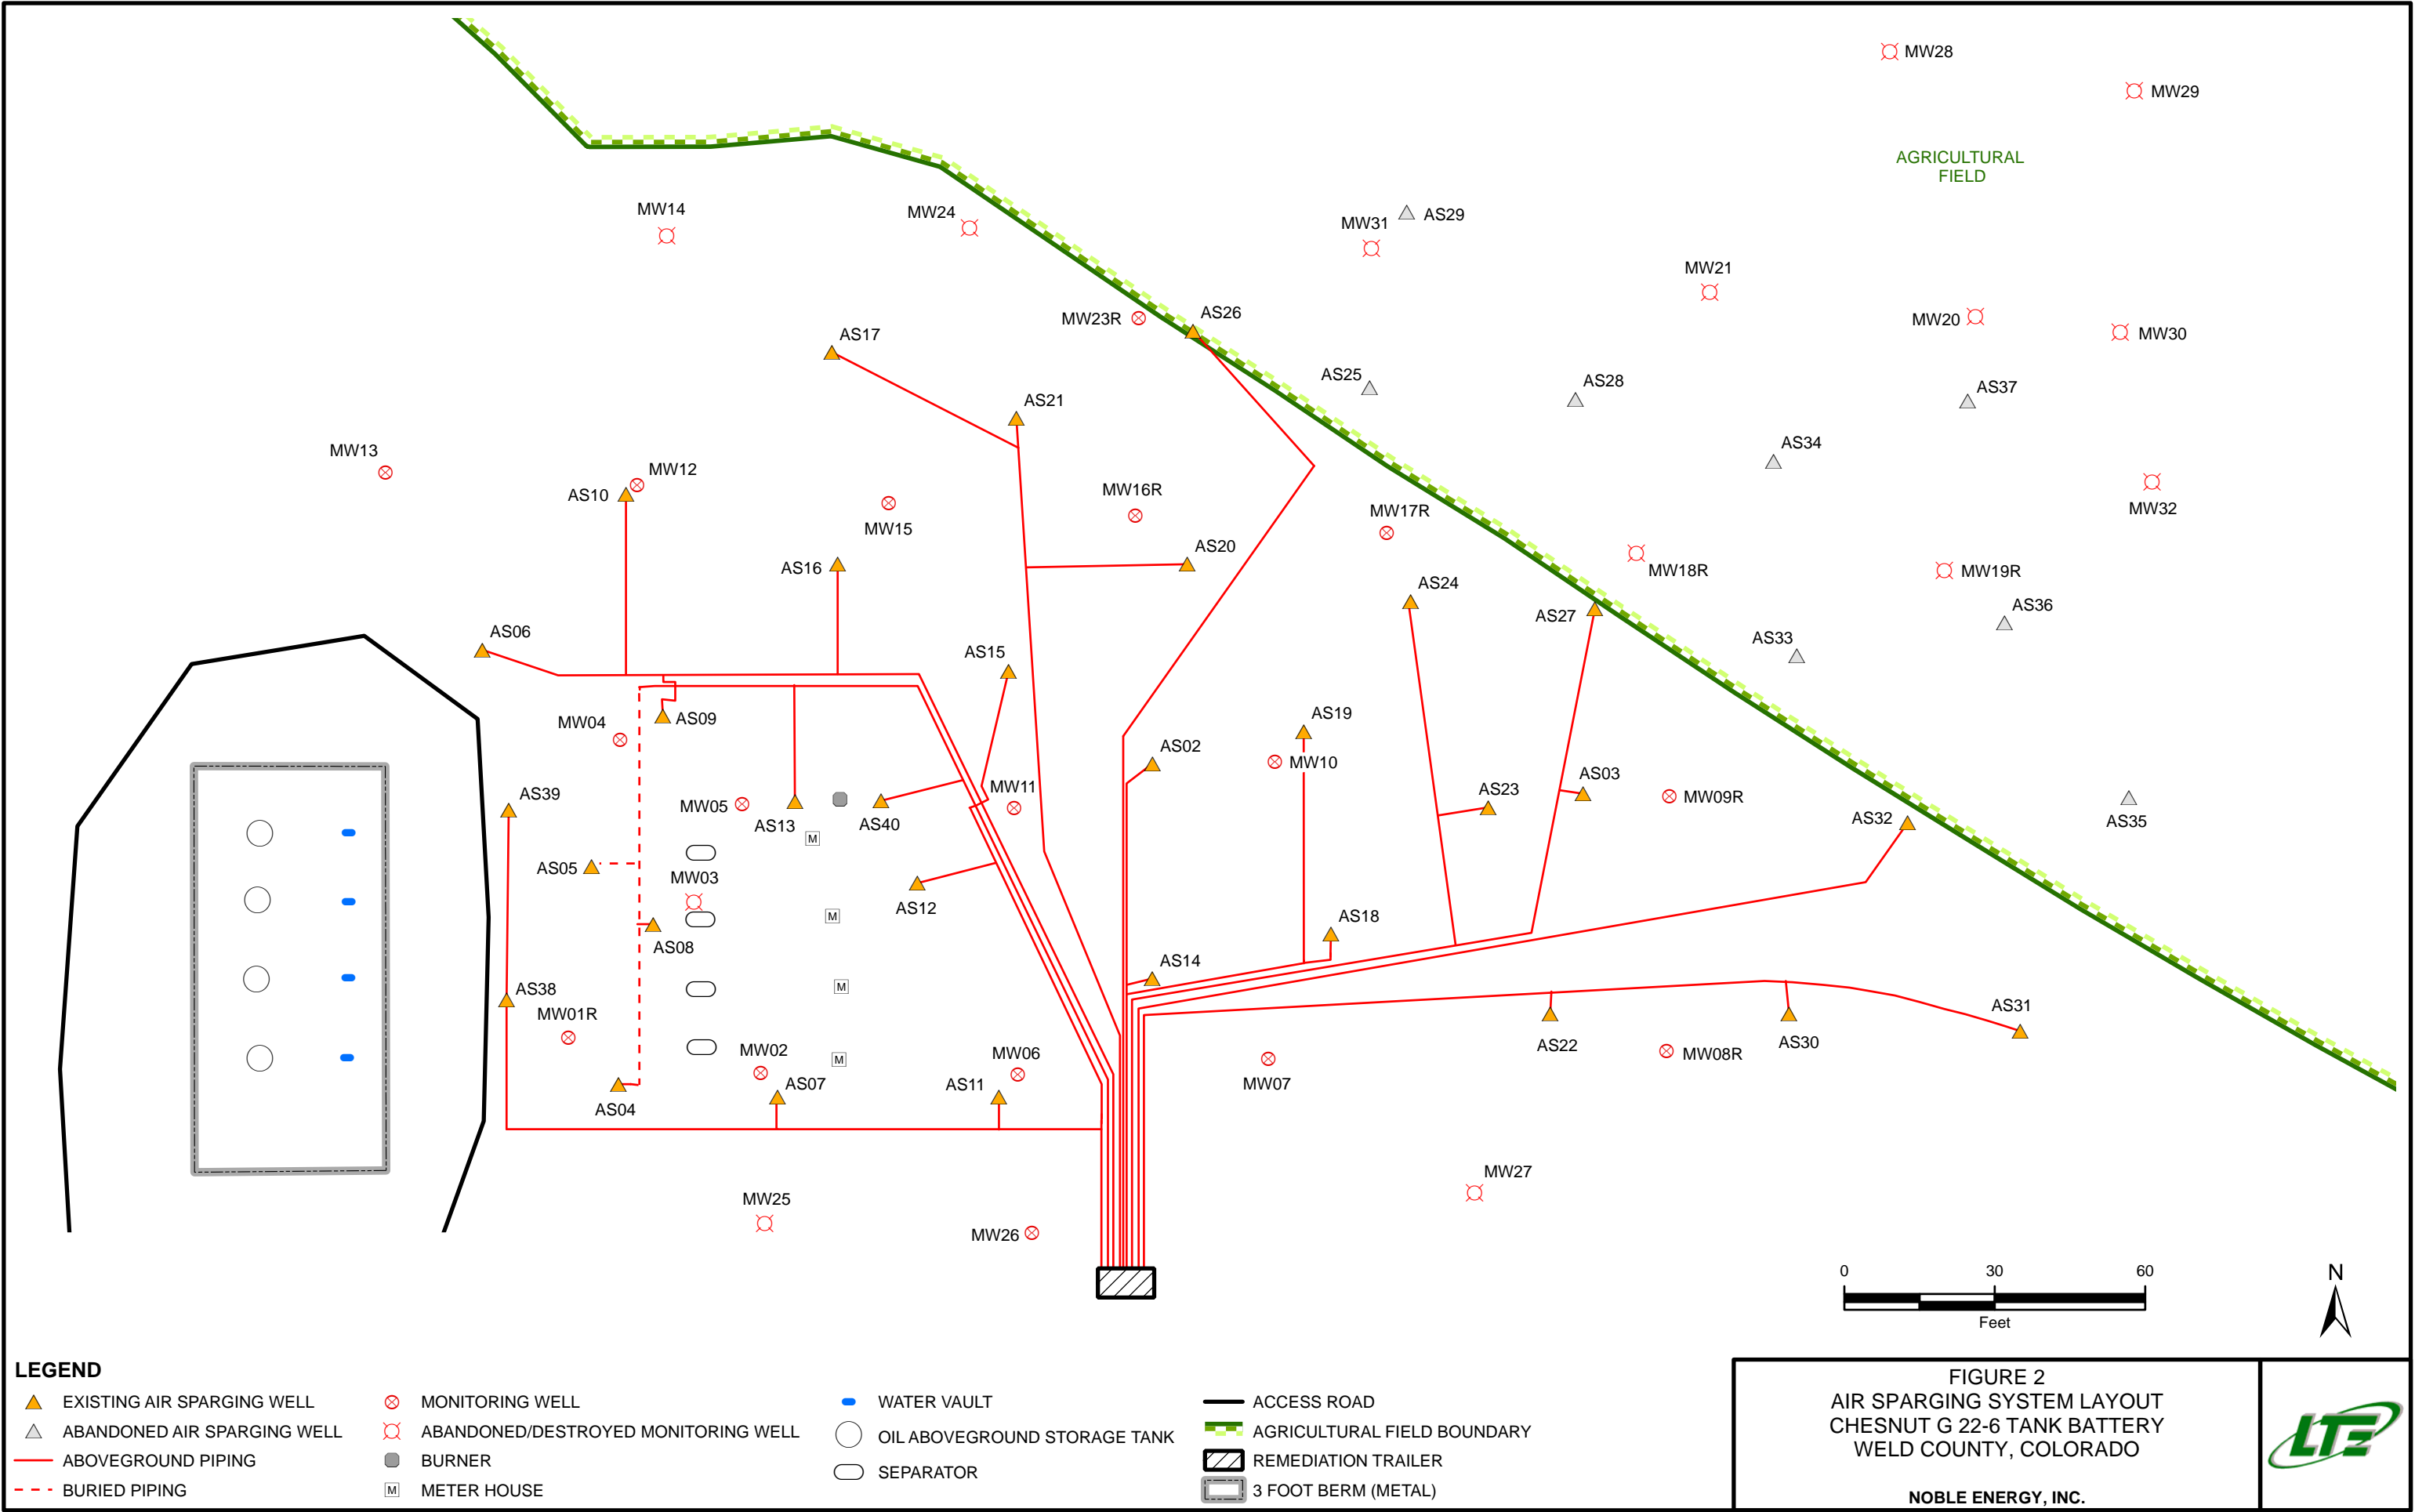 MW28
MW29
AGRICULTURAL
FIELD
MW14
MW24
MW31
AS29
MW21
MW23R
AS26
MW20
MW30
AS17
AS25
AS28
AS37
AS21
MW13
MW12
AS10
AS34
MW15
MW16R
MW17R
MW32
AS16
AS20
MW18R
MW19R
AS24
AS27
AS36
AS06
AS15
AS33
MW04
AS09
AS19
AS02
MW10
AS39
MW05
AS13
AS40
MW11
AS23
AS03
MW09R
AS32
AS35
M
AS05
MW03
AS12
M
AS08
AS18
AS14
AS38
M
MW01R
AS31
MW02
M
MW06
AS22
AS30
MW08R
AS07
AS11
MW07
AS04
MW27
MW25
MW26
0 30 60
Feet
N
LEGEND
EXISTING AIR SPARGING WELL
ABANDONED AIR SPARGING WELL
ABOVEGROUND PIPING
BURIED PIPING
MONITORING WELL
ABANDONED/DESTROYED MONITORING WELL
BURNER
M METER HOUSE
WATER VAULT
OIL ABOVEGROUND STORAGE TANK
SEPARATOR
ACCESS ROAD
AGRICULTURAL FIELD BOUNDARY
REMEDIATION TRAILER
3 FOOT BERM (METAL)
FIGURE 2
AIR SPARGING SYSTEM LAYOUT
CHESNUT G 22-6 TANK BATTERY
WELD COUNTY, COLORADO
NOBLE ENERGY, INC.
LTE